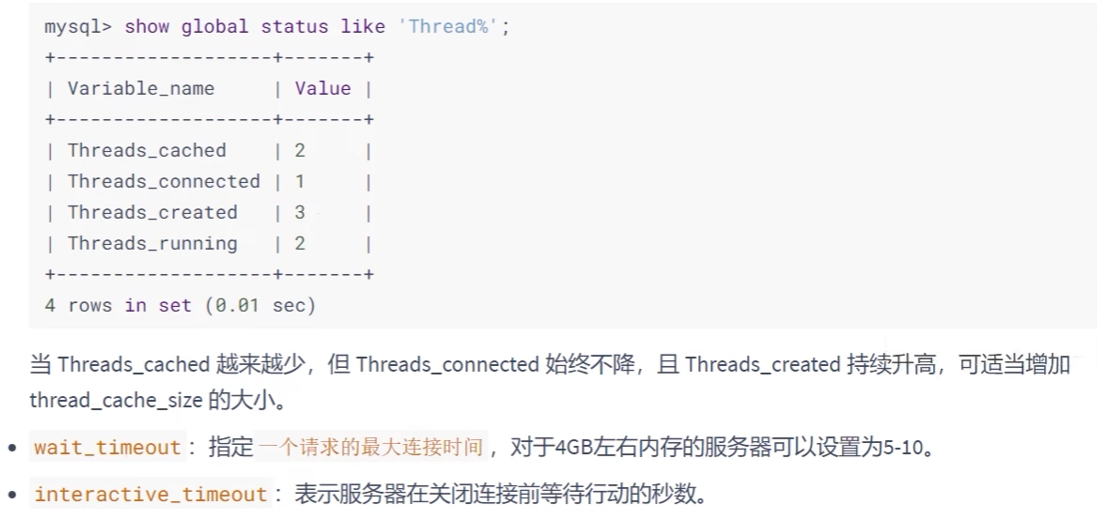 mysql> show global status like 'Thread%';
+-------------------+-------+
| Variable_name     | Value |
+-------------------+-------+
| Threads_cached    | 2     |
| Threads_connected | 1     |
| Threads_created   | 3     |
| Threads_running   | 2     |
+-------------------+-------+
4 rows in set (0.01 sec)
当 Threads_cached 越来越少，但 Threads_connected 始终不降，且 Threads_created 持续升高，可适当增加
thread_cache_size 的大小。
• wait_timeout ：指定 一个请求的最大连接时间 ，对于4GB左右内存的服务器可以设置为5-10。
• interactive_timeout ：表示服务器在关闭连接前等待行动的秒数。